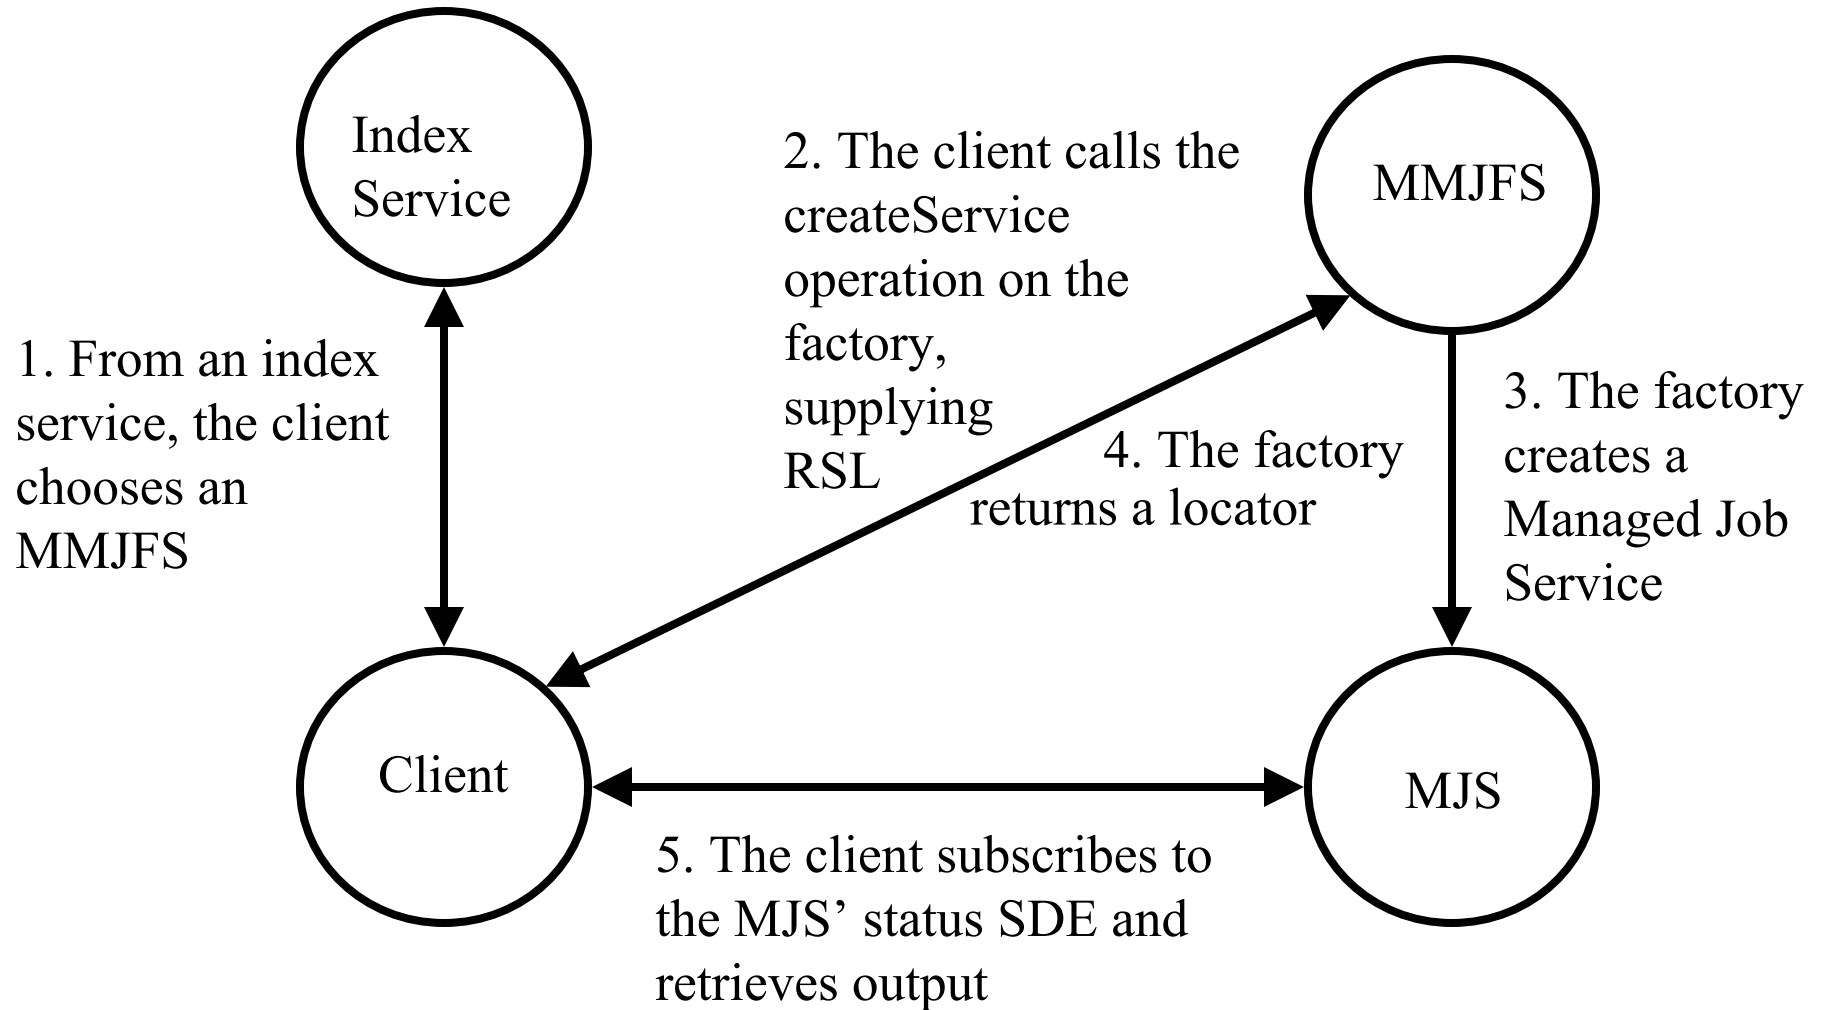 Index
Service
MMJFS
2. The client calls the
createService
operation on the
factory,
supplying
RSL
1. From an index
service, the client
chooses an
MMJFS
3. The factory
creates a
Managed Job
Service
4. The factory
returns a locator
Client
MJS
5. The client subscribes to
the MJS’ status SDE and
retrieves output